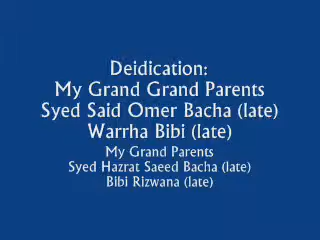 Deidication:
My Grand Grand Parents
Syed Said Omer Bacha (late)
Warrha Bibi (late)
My Grand Parents
Syed Hazrat Saeed Bacha (late)
Bibi Rizwana (late)